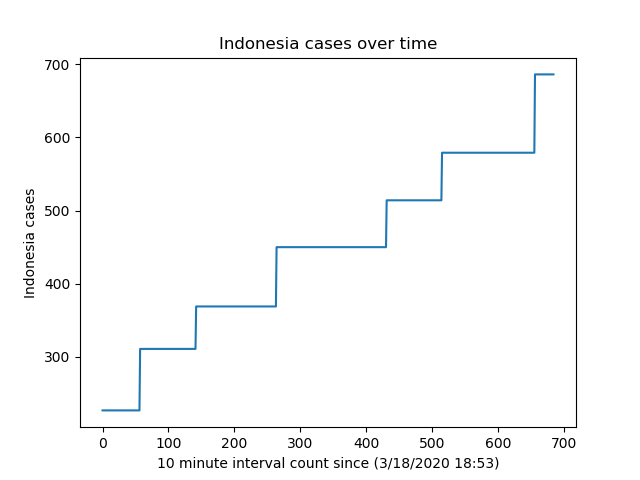 Indonesia cases over time
700
600
500
400
300
Indonesia cases
0 100 200 300 400 500 600 700
10 minute interval count since (3/18/2020 18:53)